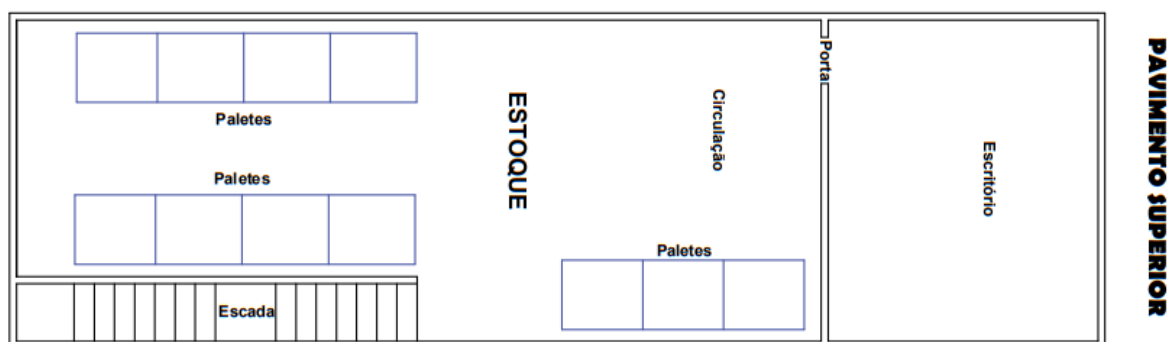 Paletes
Paletes
ESTOQUE
Circulação
Porta
Paletes
Escada
Escritório
PAVIMENTO SUPERIOR